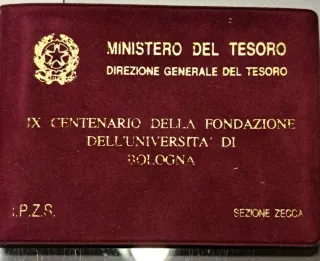 MINISTERO DEL TESORO
DIREZIONE GENERALE DEL TESORO
IX CENTENARIO DELLA FONDAZIONE
DELL'UNIVERSITA' DI
BOLOGNA
I.P.Z.S.
SEZIONE ZECCA